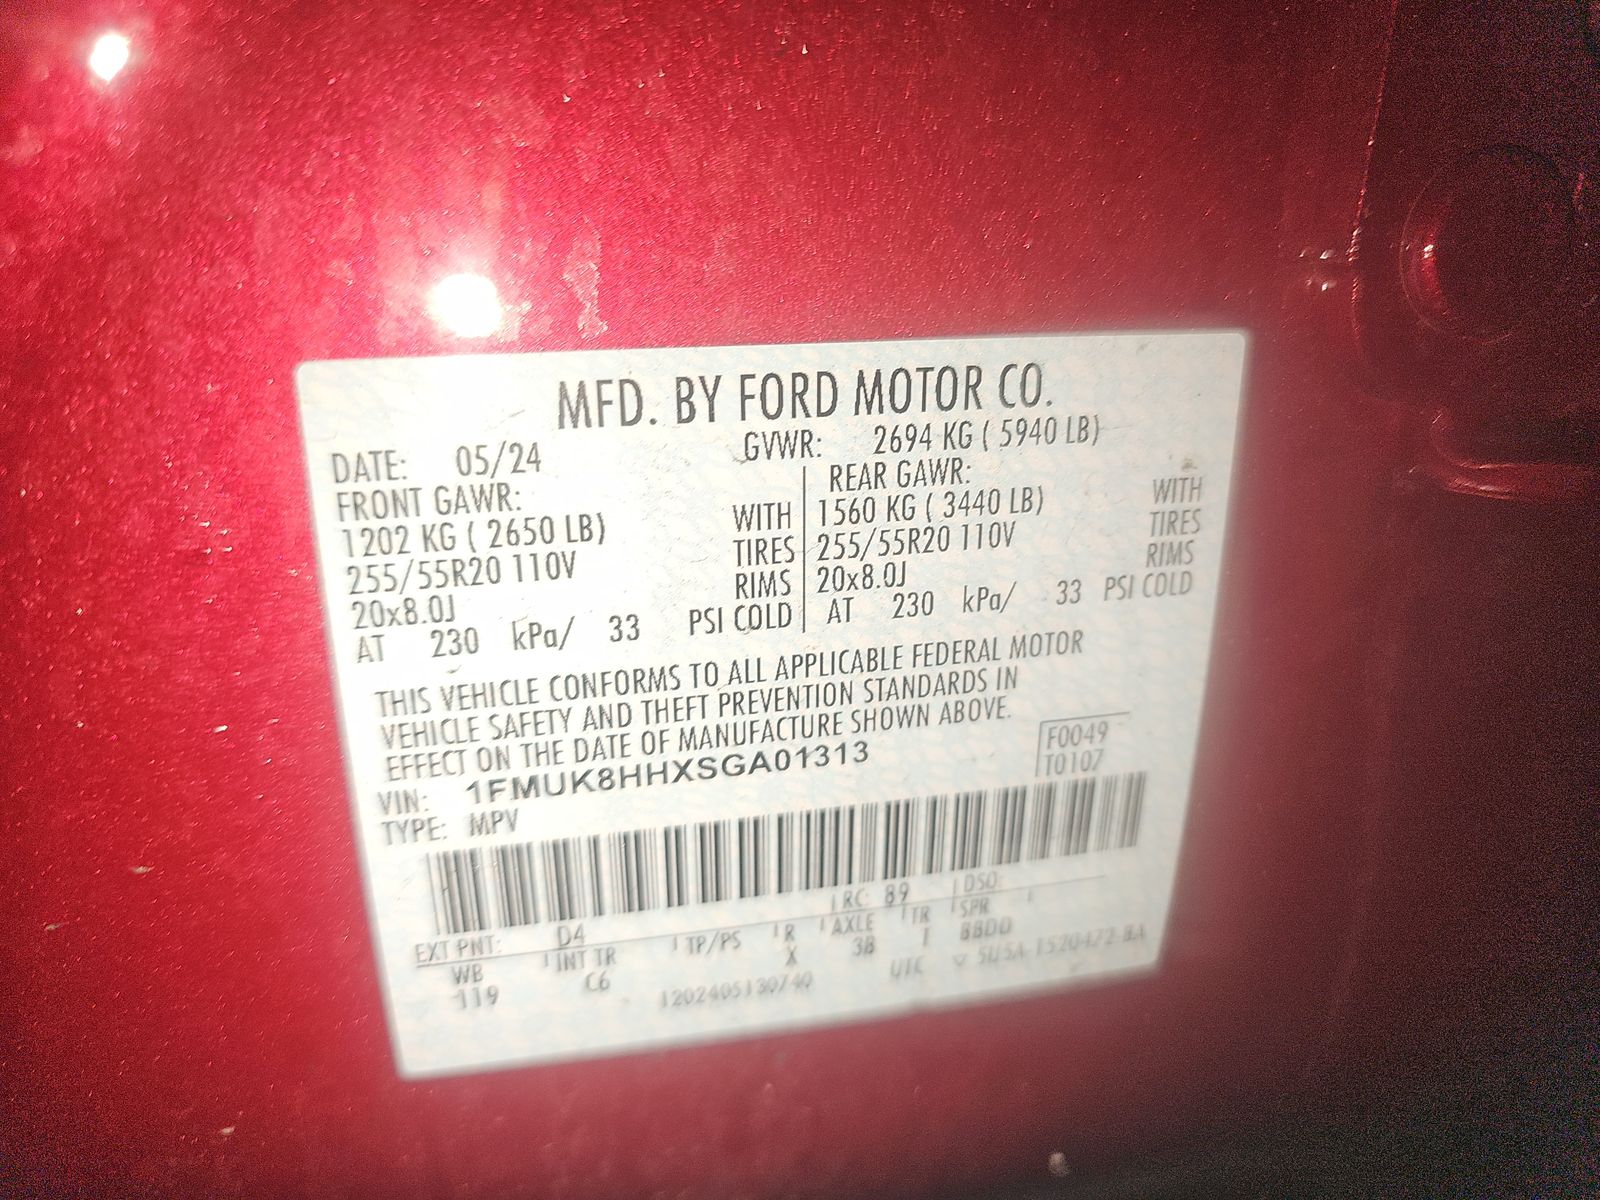 MFD. BY FORD MOTOR CO.
DATE: 05/24 GVWR: 2694 KG ( 5940 LB)
FRONT GAWR: REAR GAWR:
1202 KG ( 2650 LB) WITH 1560 KG ( 3440 LB) WITH
255/55R20 110V TIRES 255/55R20 110V TIRES
20x8.0J RIMS 20x8.0J RIMS
AT 230 kPa/ 33 PSI COLD AT 230 kPa/ 33 PSI COLD
THIS VEHICLE CONFORMS TO ALL APPLICABLE FEDERAL MOTOR
VEHICLE SAFETY AND THEFT PREVENTION STANDARDS IN
EFFECT ON THE DATE OF MANUFACTURE SHOWN ABOVE.
VIN: 1FMUK8HHXSGA01313 F0049
TYPE: MPV T0107
EXT PNT: D4 RC: 89 DSO:
WB INT TR TP/PS R AXLE TR SPR
119 C6 X 3B T BBDD
1202405130740 UTC ▽ SU5A-1520472-BA